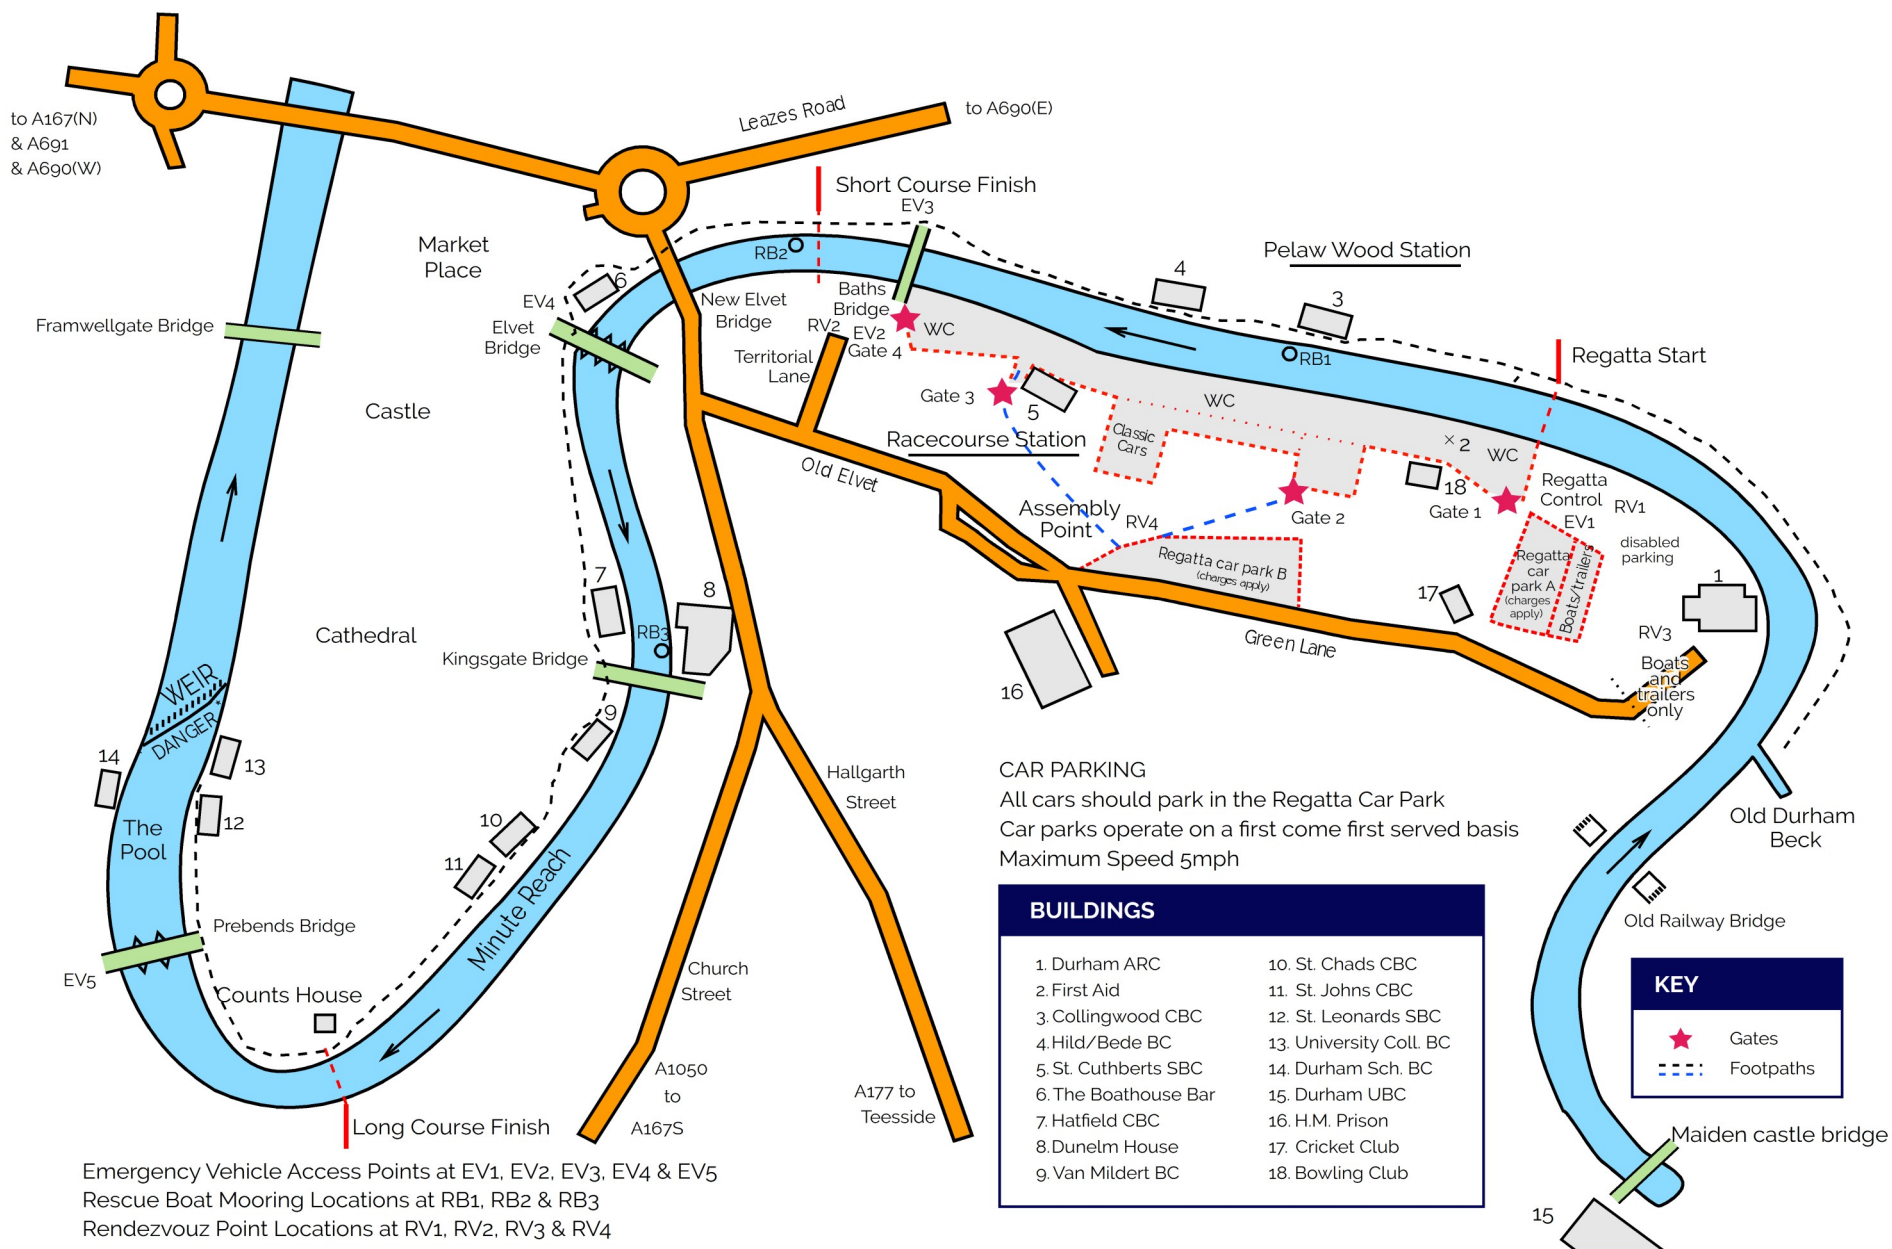 to A167(N)
& A691
& A690(W)
Leazes Road
to A690(E)
Short Course Finish
EV3
Market
Place
RB2
Pelaw Wood Station
4
3
6
EV4
Elvet
Bridge
New Elvet
Bridge
Baths
Bridge
RV2
EV2
Gate 4
WC
Territorial
Lane
Framwellgate Bridge
RB1
Regatta Start
Castle
Gate 3
5
WC
Classic
Cars
Racecourse Station
× 2
WC
Old Elvet
18
Gate 1
Regatta
Control
RV1
EV1
Assembly
Point
RV4
Gate 2
disabled
parking
Regatta car park B
(charges apply)
Regatta
car
park A
(charges
apply)
Boats/trailers
7
8
17
1
Cathedral
RB3
Kingsgate Bridge
Green Lane
RV3
Boats
and
trailers
only
16
WEIR
DANGER
9
14
13
12
The
Pool
10
11
Minute Reach
Hallgarth
Street
Prebends Bridge
EV5
Counts House
Church
Street
A1050
to
A167S
A177 to
Teesside
Long Course Finish
Old Durham
Beck
Old Railway Bridge
CAR PARKING
All cars should park in the Regatta Car Park
Car parks operate on a first come first served basis
Maximum Speed 5mph
BUILDINGS
1. Durham ARC
2. First Aid
3. Collingwood CBC
4. Hild/Bede BC
5. St. Cuthberts SBC
6. The Boathouse Bar
7. Hatfield CBC
8. Dunelm House
9. Van Mildert BC
10. St. Chads CBC
11. St. Johns CBC
12. St. Leonards SBC
13. University Coll. BC
14. Durham Sch. BC
15. Durham UBC
16. H.M. Prison
17. Cricket Club
18. Bowling Club
KEY
Gates
Footpaths
Maiden castle bridge
15
Emergency Vehicle Access Points at EV1, EV2, EV3, EV4 & EV5
Rescue Boat Mooring Locations at RB1, RB2 & RB3
Rendezvouz Point Locations at RV1, RV2, RV3 & RV4